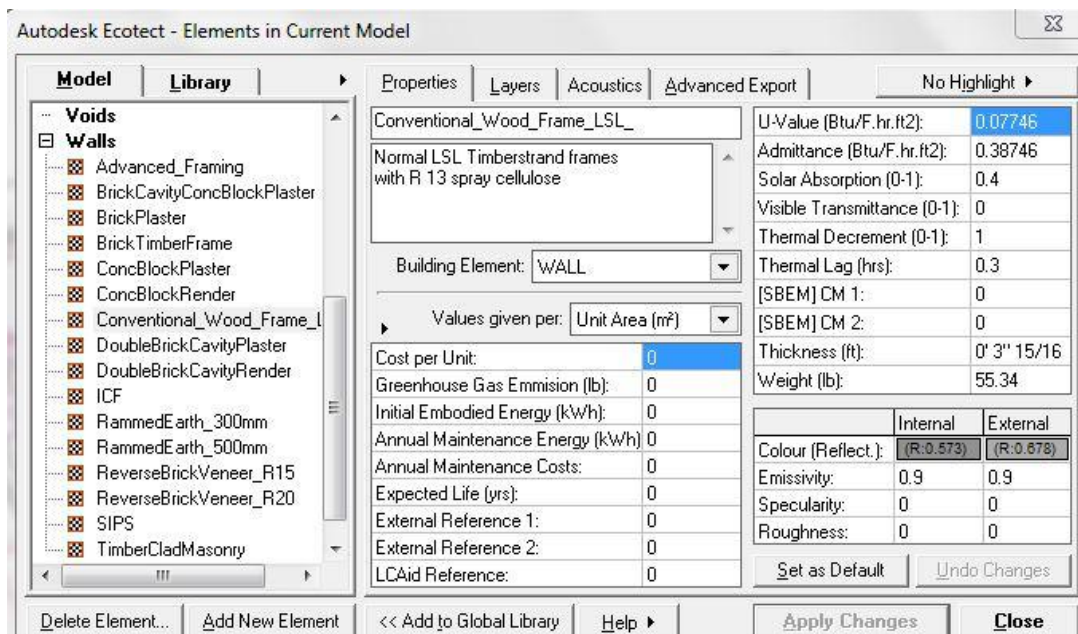 Autodesk Ecotect - Elements in Current Model
Model
Library
Voids
Walls
Advanced_Framing
BrickCavityConcBlockPlaster
BrickPlaster
BrickTimberFrame
ConcBlockPlaster
ConcBlockRender
Conventional_Wood_Frame_L
DoubleBrickCavityPlaster
DoubleBrickCavityRender
ICF
RammedEarth_300mm
RammedEarth_500mm
ReverseBrickVeneer_R15
ReverseBrickVeneer_R20
SIPS
TimberCladMasonry
Delete Element...
Add New Element
Properties
Layers
Acoustics
Advanced Export
No Highlight
Conventional_Wood_Frame_LSL_
Normal LSL Timberstrand frames
with R 13 spray cellulose
Building Element: WALL
Values given per: Unit Area (m²)
Cost per Unit: 0
Greenhouse Gas Emmision (lb): 0
Initial Embodied Energy (kWh): 0
Annual Maintenance Energy (kWh) 0
Annual Maintenance Costs: 0
Expected Life (yrs): 0
External Reference 1: 0
External Reference 2: 0
LCAid Reference: 0
U-Value (Btu/F.hr.ft2): 0.07746
Admittance (Btu/F.hr.ft2): 0.38746
Solar Absorption (0-1): 0.4
Visible Transmittance (0-1): 0
Thermal Decrement (0-1): 1
Thermal Lag (hrs): 0.3
[SBEM] CM 1: 0
[SBEM] CM 2: 0
Thickness (ft): 0' 3" 15/16
Weight (lb): 55.34
Internal External
Colour (Reflect.): (R:0.573) (R:0.678)
Emissivity: 0.9 0.9
Specularity: 0 0
Roughness: 0 0
Set as Default
Undo Changes
<< Add to Global Library
Help
Apply Changes
Close